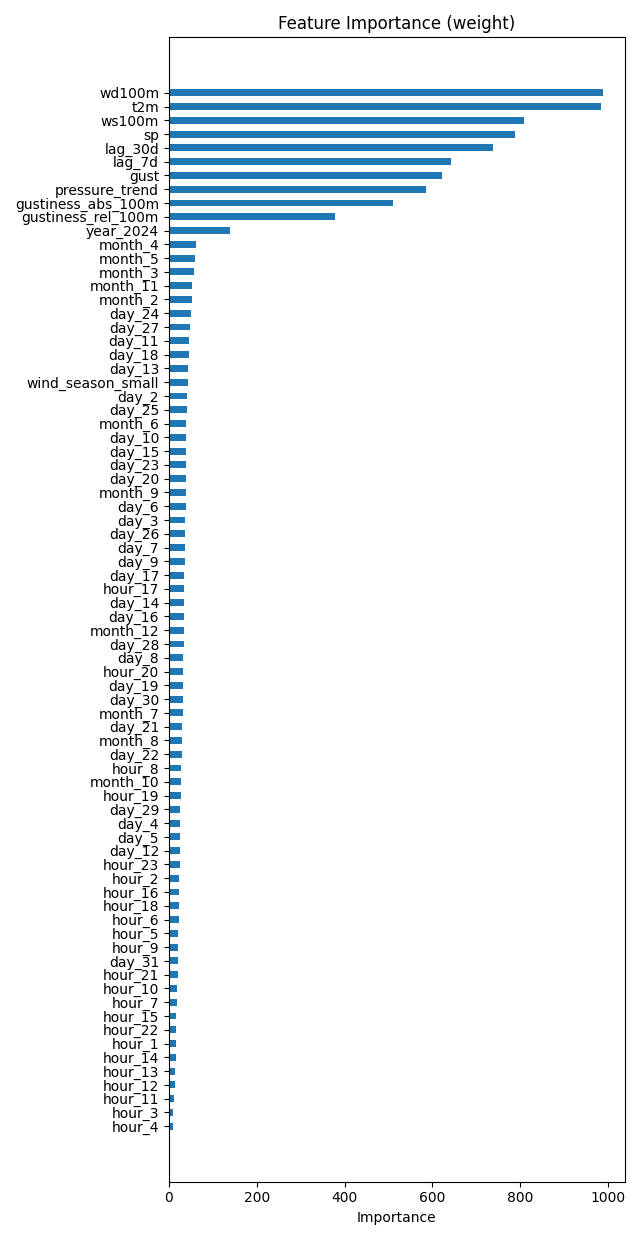 Feature Importance (weight)
wd100m
t2m
ws100m
sp
lag_30d
lag_7d
gust
pressure_trend
gustiness_abs_100m
gustiness_rel_100m
year_2024
month_4
month_5
month_3
month_11
month_2
day_24
day_27
day_11
day_18
day_13
wind_season_small
day_2
day_25
month_6
day_10
day_15
day_23
day_20
month_9
day_6
day_3
day_26
day_7
day_9
day_17
hour_17
day_14
day_16
month_12
day_28
day_8
hour_20
day_19
day_30
month_7
day_21
month_8
day_22
hour_8
month_10
hour_19
day_29
day_4
day_5
day_12
hour_23
hour_2
hour_16
hour_18
hour_6
hour_5
hour_9
day_31
hour_21
hour_10
hour_7
hour_15
hour_22
hour_1
hour_14
hour_13
hour_12
hour_11
hour_3
hour_4
0 200 400 600 800 1000
Importance